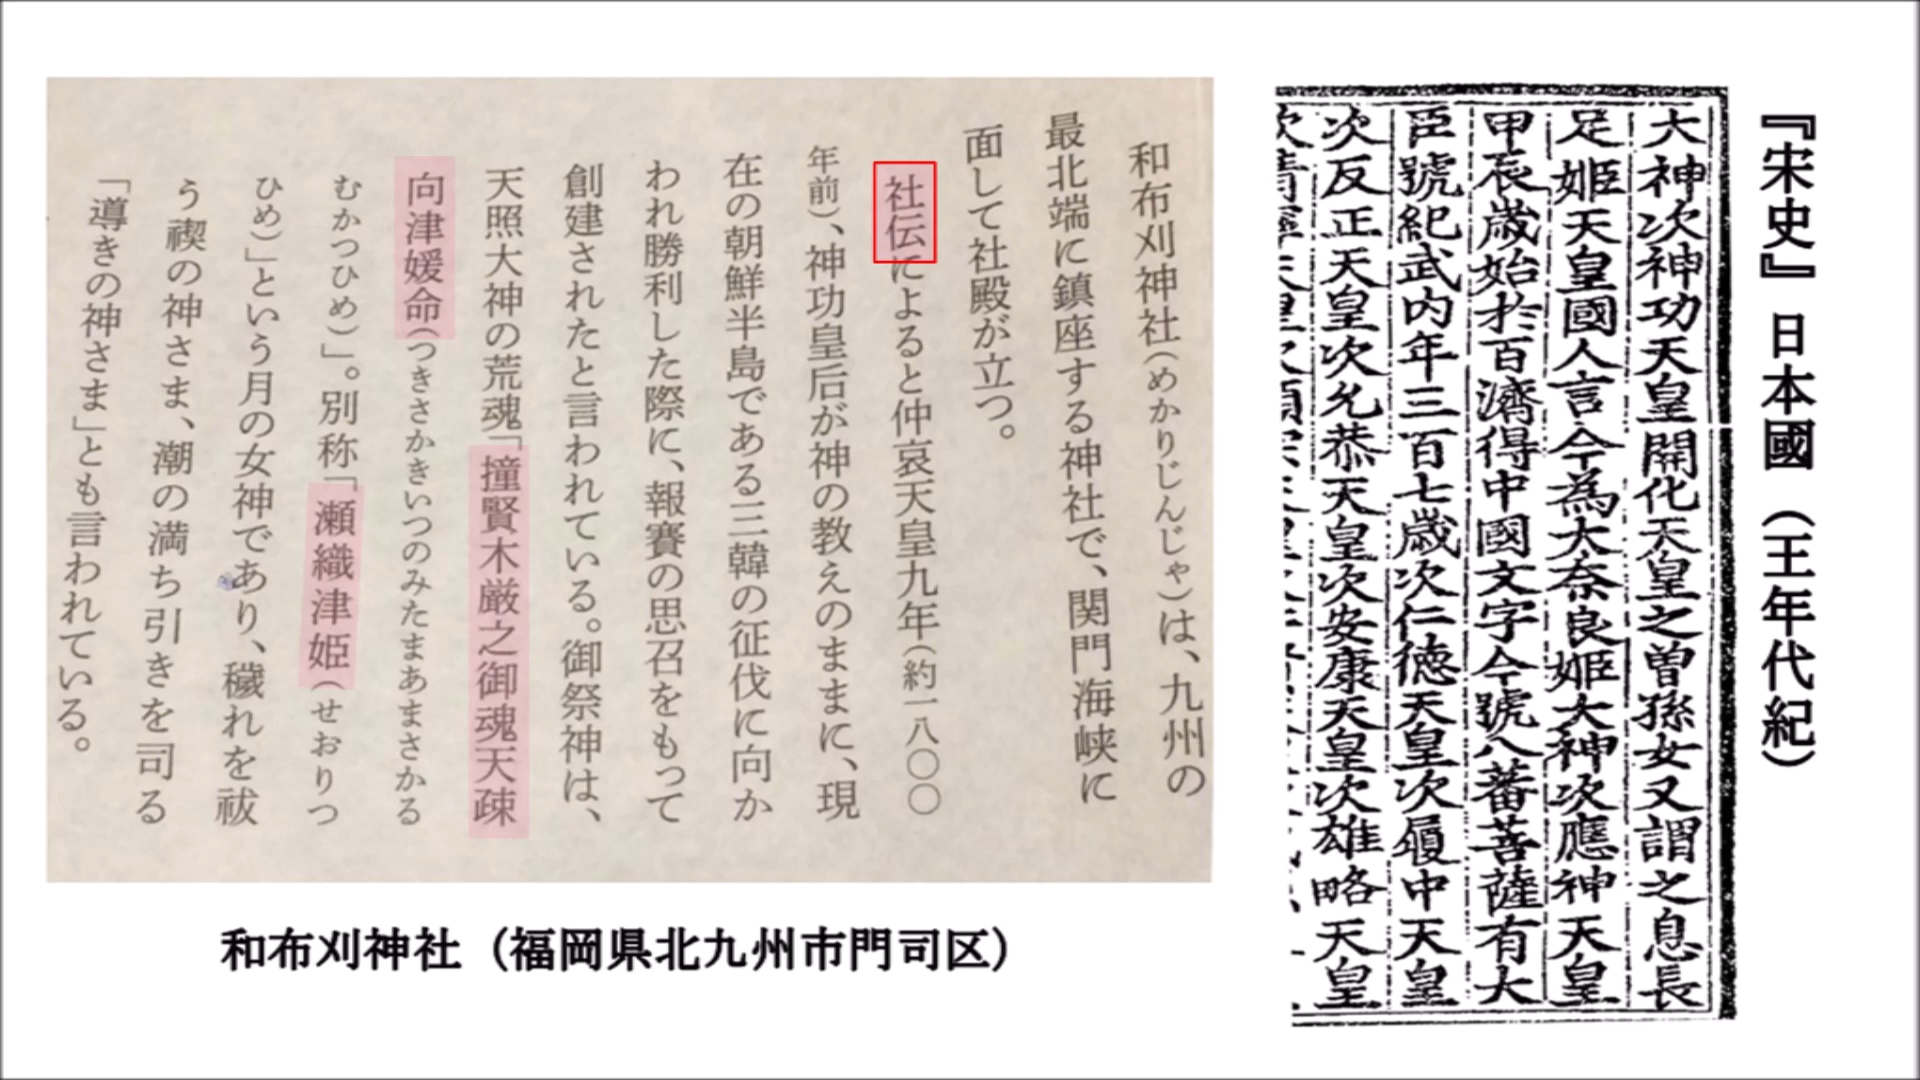 『宋史』日本國（王年代紀）
大神次神功天皇開化天皇之曽孫女又謂之息長
足姫天皇國人言今為大奈良姫大神次應神天皇
甲辰歳始於百濟得中國文字今號八蕃菩薩有大
臣號紀武内年三百七歳次仁徳天皇次履中天皇
次反正天皇次允恭天皇次安康天皇次雄略天皇
和布刈神社（めかりじんじゃ）は、九州の
最北端に鎮座する神社で、関門海峡に
面して社殿が立つ。
社伝によると仲哀天皇九年（約一八〇〇
年前）、神功皇后が神の教えのままに、現
在の朝鮮半島である三韓の征伐に向か
われ勝利した際に、報賽の思召をもって
創建されたと言われている。御祭神は、
天照大神の荒魂「撞賢木厳之御魂天疎
向津媛命（つきさかきいつのみたまあまさかる
むかつひめ）」。別称「瀬織津姫（せおりつ
ひめ）」という月の女神であり、穢れを祓
う禊の神さま、潮の満ち引きを司る
「導きの神さま」とも言われている。
和布刈神社（福岡県北九州市門司区）